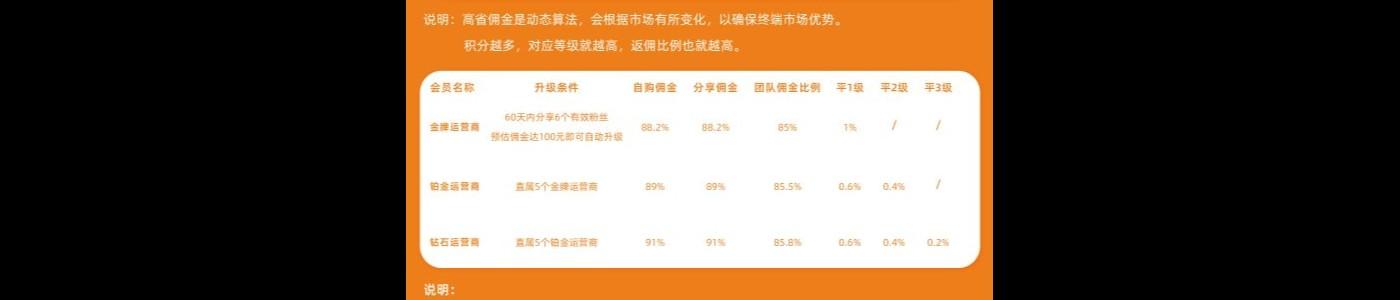 说明：高省佣金是动态算法，会根据市场有所变化，以确保终端市场优势。
积分越多，对应等级就越高，返佣比例也就越高。
会员名称 升级条件 自购佣金 分享佣金 团队佣金比例 平1级 平2级 平3级
金牌运营商 60天内分享6个有效粉丝 88.2% 88.2% 85% 1% / /
预估佣金达100元即可自动升级
铂金运营商 直属5个金牌运营商 89% 89% 85.5% 0.6% 0.4% /
钻石运营商 直属5个铂金运营商 91% 91% 85.8% 0.6% 0.4% 0.2%
说明：